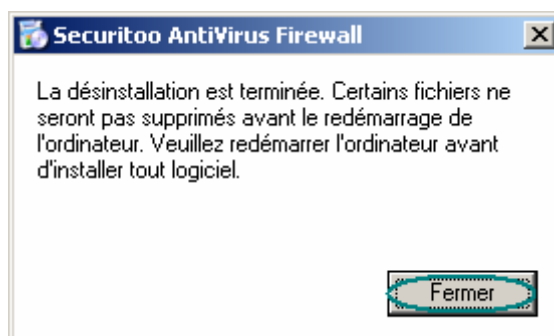 Securitoo AntiVirus Firewall
La désinstallation est terminée. Certains fichiers ne
seront pas supprimés avant le redémarrage de
l'ordinateur. Veuillez redémarrer l'ordinateur avant
d'installer tout logiciel.
Fermer